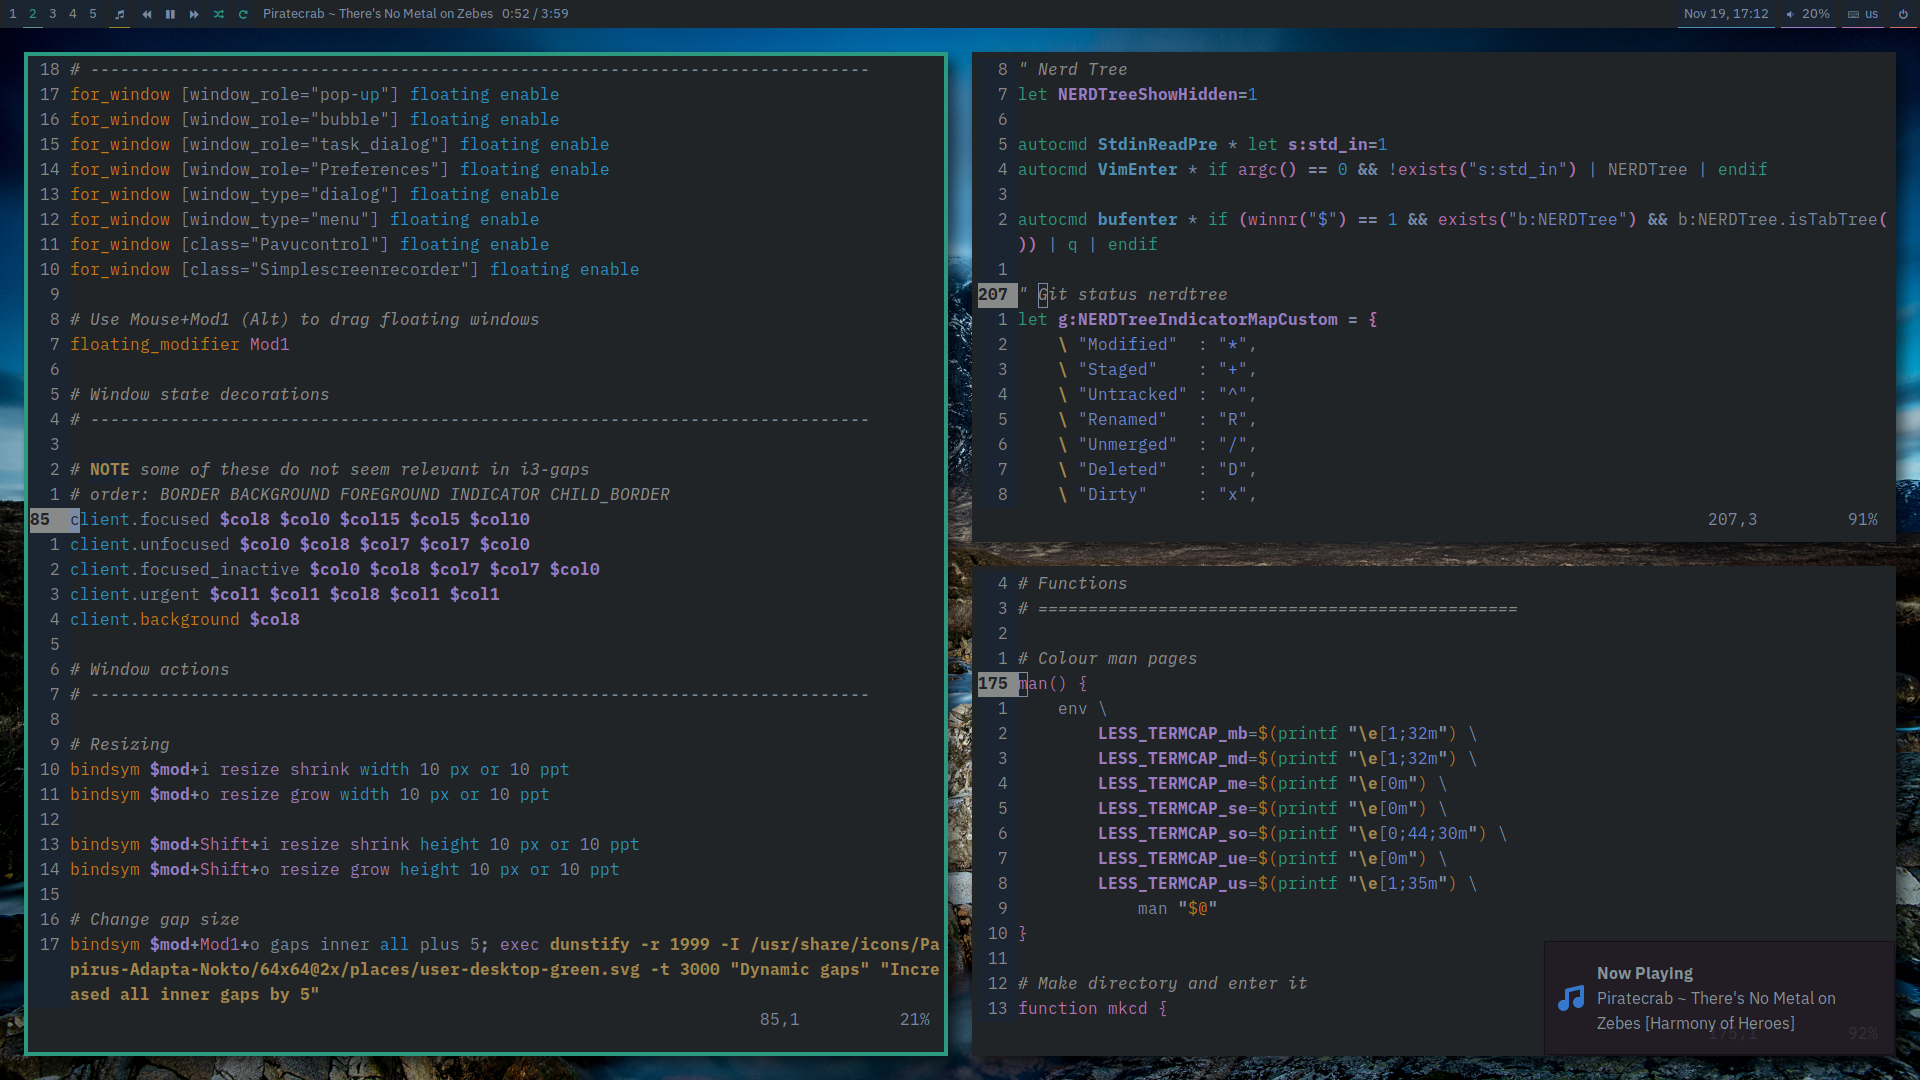 1 2 3 4 5 Piratecrab ~ There's No Metal on Zebes 0:52 / 3:59 Nov 19, 17:12 20% us
18 # ------------------------------------------------------------------------------
17 for_window [window_role="pop-up"] floating enable
16 for_window [window_role="bubble"] floating enable
15 for_window [window_role="task_dialog"] floating enable
14 for_window [window_role="Preferences"] floating enable
13 for_window [window_type="dialog"] floating enable
12 for_window [window_type="menu"] floating enable
11 for_window [class="Pavucontrol"] floating enable
10 for_window [class="Simplescreenrecorder"] floating enable
9
8 # Use Mouse+Mod1 (Alt) to drag floating windows
7 floating_modifier Mod1
6
5 # Window state decorations
4 # ------------------------------------------------------------------------------
3
2 # NOTE some of these do not seem relevant in i3-gaps
1 # order: BORDER BACKGROUND FOREGROUND INDICATOR CHILD_BORDER
85 client.focused $col8 $col0 $col15 $col5 $col10
1 client.unfocused $col0 $col8 $col7 $col7 $col0
2 client.focused_inactive $col0 $col8 $col7 $col7 $col0
3 client.urgent $col1 $col1 $col8 $col1 $col1
4 client.background $col8
5
6 # Window actions
7 # ------------------------------------------------------------------------------
8
9 # Resizing
10 bindsym $mod+i resize shrink width 10 px or 10 ppt
11 bindsym $mod+o resize grow width 10 px or 10 ppt
12
13 bindsym $mod+Shift+i resize shrink height 10 px or 10 ppt
14 bindsym $mod+Shift+o resize grow height 10 px or 10 ppt
15
16 # Change gap size
17 bindsym $mod+Mod1+o gaps inner all plus 5; exec dunstify -r 1999 -I /usr/share/icons/Pa
pirus-Adapta-Nokto/64x64@2x/places/user-desktop-green.svg -t 3000 "Dynamic gaps" "Incre
ased all inner gaps by 5"
85,1 21%
8 " Nerd Tree
7 let NERDTreeShowHidden=1
6
5 autocmd StdinReadPre * let s:std_in=1
4 autocmd VimEnter * if argc() == 0 && !exists("s:std_in") | NERDTree | endif
3
2 autocmd bufenter * if (winnr("$") == 1 && exists("b:NERDTree") && b:NERDTree.isTabTree(
)) | q | endif
1
207 " Git status nerdtree
1 let g:NERDTreeIndicatorMapCustom = {
2 \ "Modified" : "*",
3 \ "Staged" : "+",
4 \ "Untracked" : "^",
5 \ "Renamed" : "R",
6 \ "Unmerged" : "/",
7 \ "Deleted" : "D",
8 \ "Dirty" : "x",
207,3 91%
4 # Functions
3 # ================================================
2
1 # Colour man pages
175 man() {
1 env \
2 LESS_TERMCAP_mb=$(printf "\e[1;32m") \
3 LESS_TERMCAP_md=$(printf "\e[1;32m") \
4 LESS_TERMCAP_me=$(printf "\e[0m") \
5 LESS_TERMCAP_se=$(printf "\e[0m") \
6 LESS_TERMCAP_so=$(printf "\e[0;44;30m") \
7 LESS_TERMCAP_ue=$(printf "\e[0m") \
8 LESS_TERMCAP_us=$(printf "\e[1;35m") \
9 man "$@"
10 }
11
12 # Make directory and enter it
13 function mkcd {
175,1 92%
Now Playing
Piratecrab ~ There's No Metal on
Zebes [Harmony of Heroes]